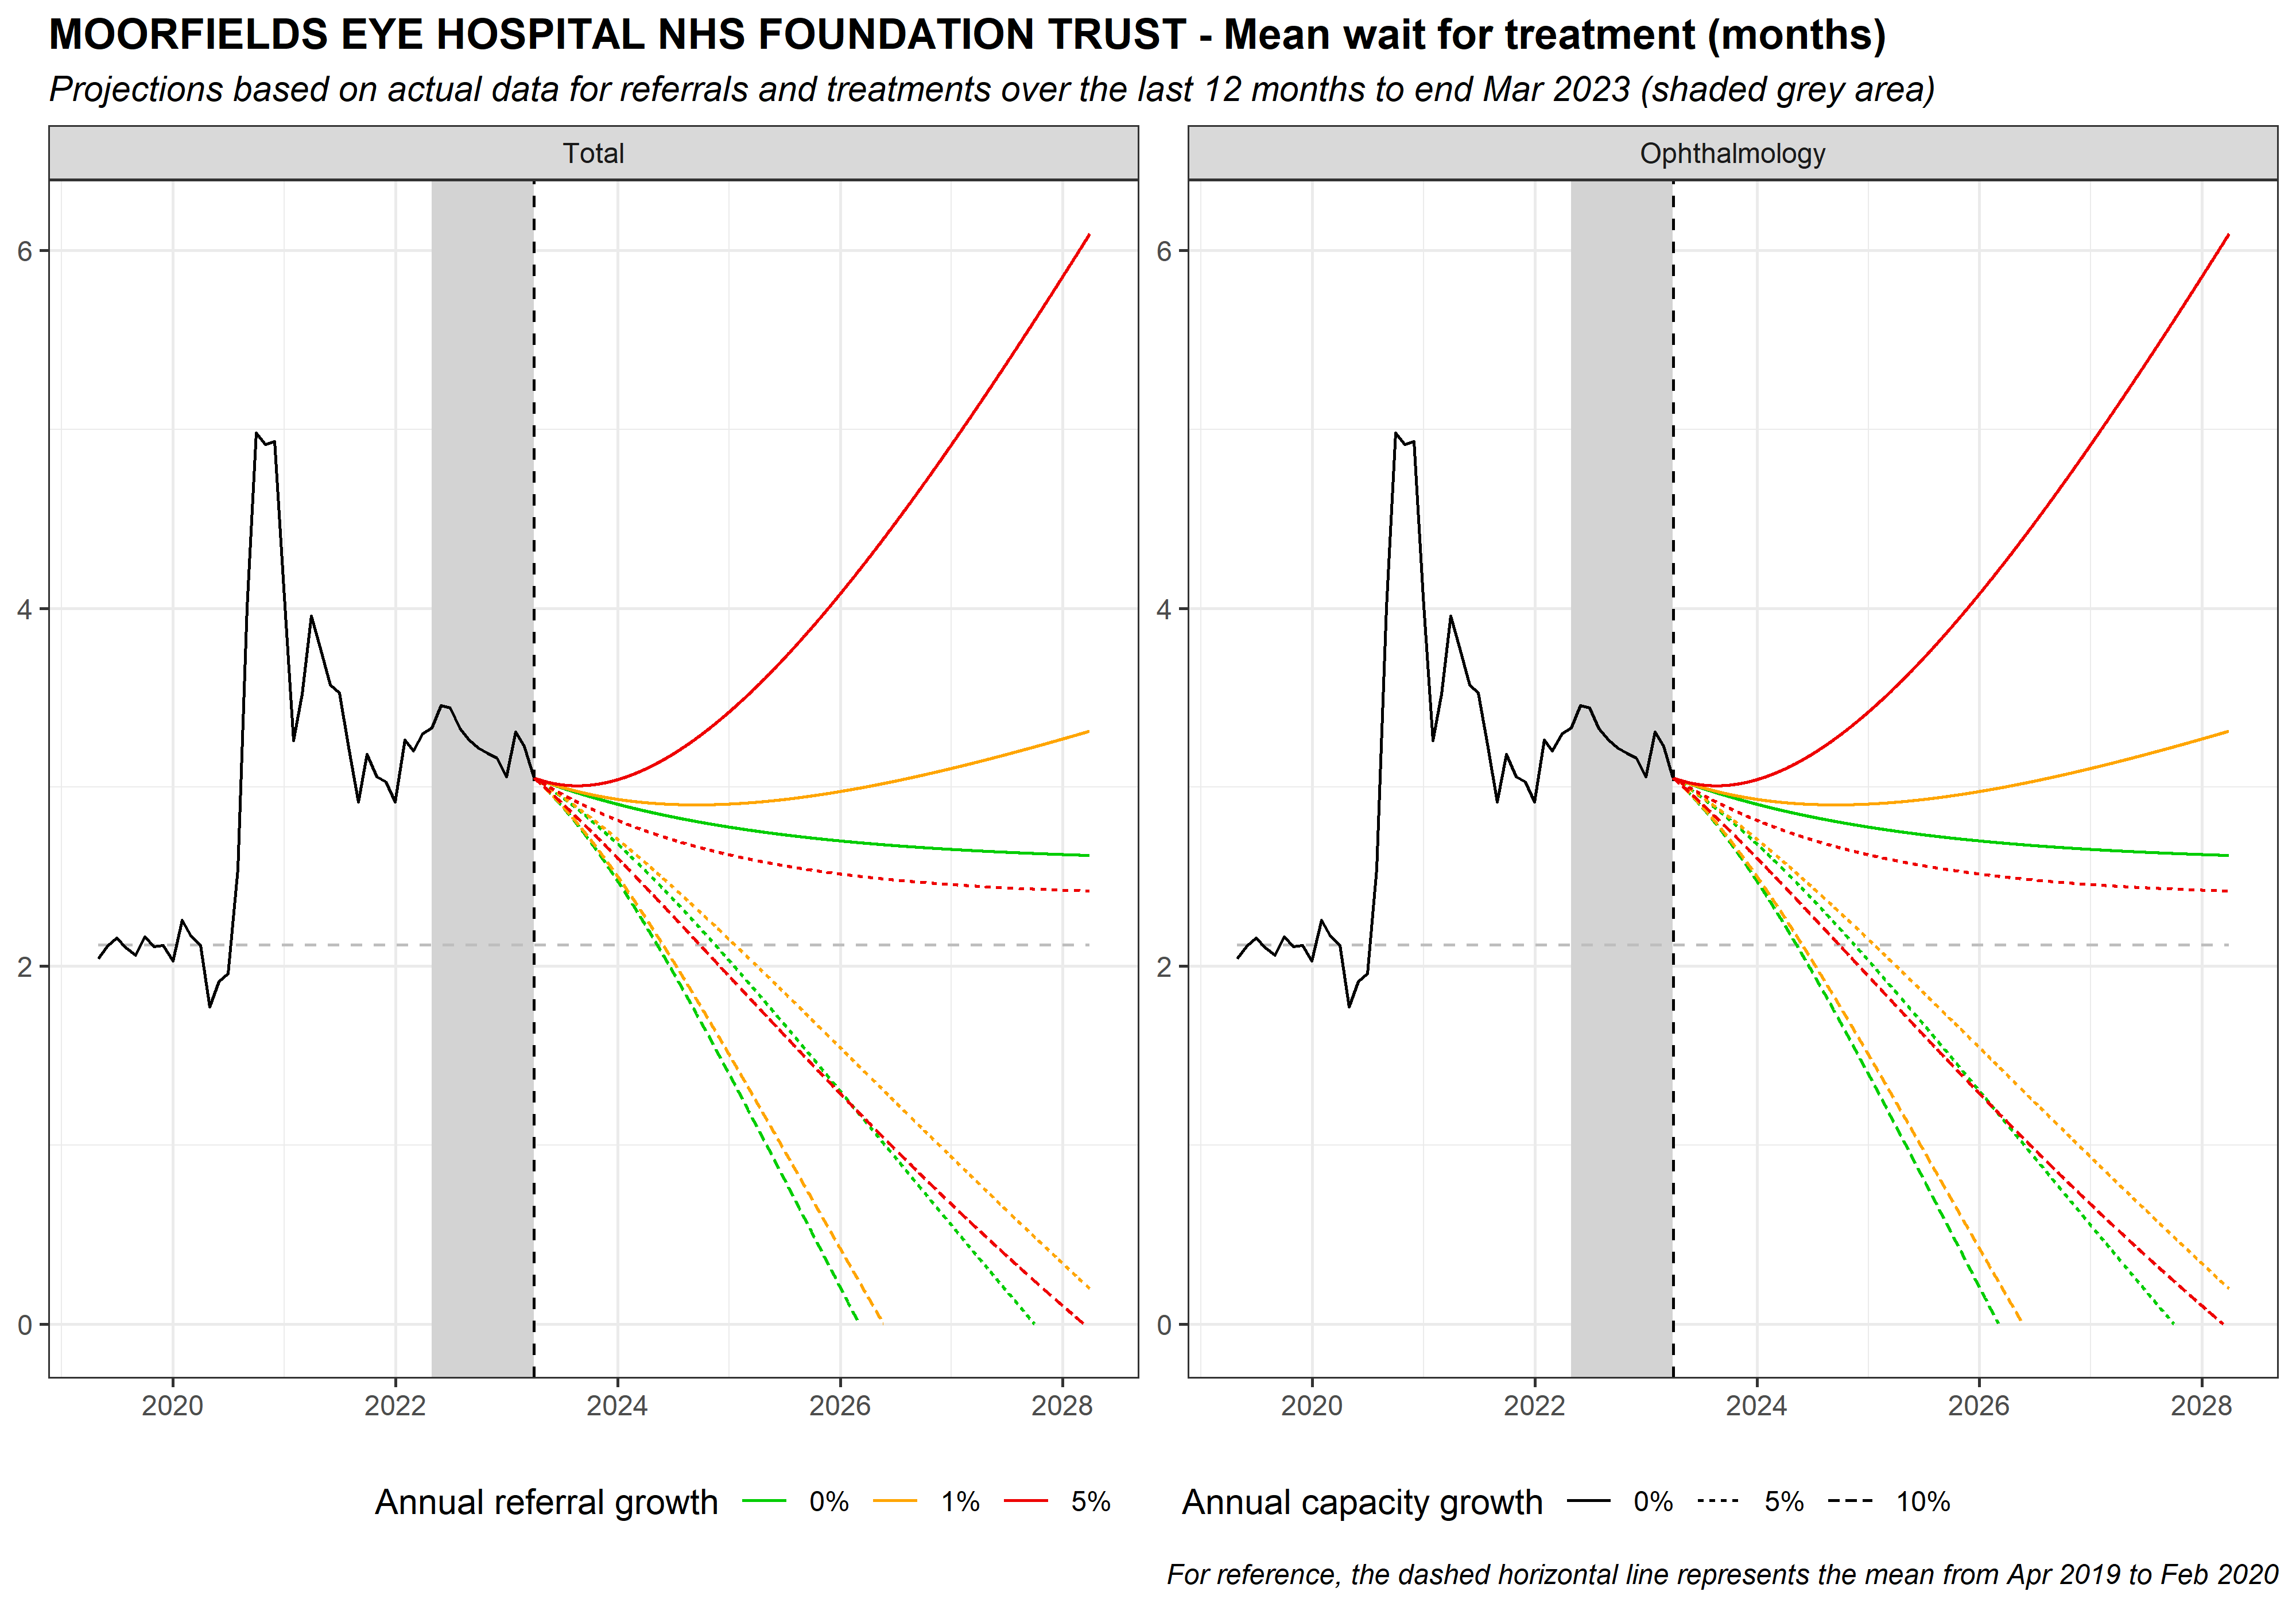 MOORFIELDS EYE HOSPITAL NHS FOUNDATION TRUST - Mean wait for treatment (months)
Projections based on actual data for referrals and treatments over the last 12 months to end Mar 2023 (shaded grey area)
Total
Ophthalmology
6
4
2
0
6
4
2
0
2020 2022 2024 2026 2028
2020 2022 2024 2026 2028
Annual referral growth 0% 1% 5%
Annual capacity growth 0% 5% 10%
For reference, the dashed horizontal line represents the mean from Apr 2019 to Feb 2020